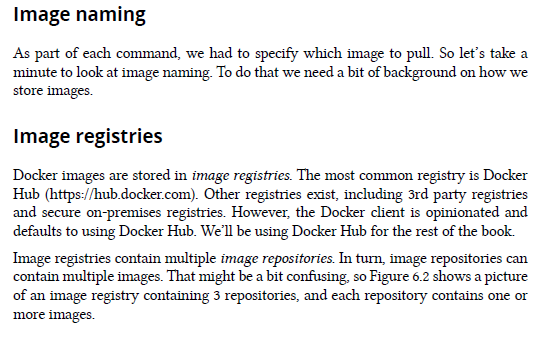 Image naming
As part of each command, we had to specify which image to pull. So let’s take a
minute to look at image naming. To do that we need a bit of background on how we
store images.
Image registries
Docker images are stored in image registries. The most common registry is Docker
Hub (https://hub.docker.com). Other registries exist, including 3rd party registries
and secure on-premises registries. However, the Docker client is opinionated and
defaults to using Docker Hub. We’ll be using Docker Hub for the rest of the book.
Image registries contain multiple image repositories. In turn, image repositories can
contain multiple images. That might be a bit confusing, so Figure 6.2 shows a picture
of an image registry containing 3 repositories, and each repository contains one or
more images.